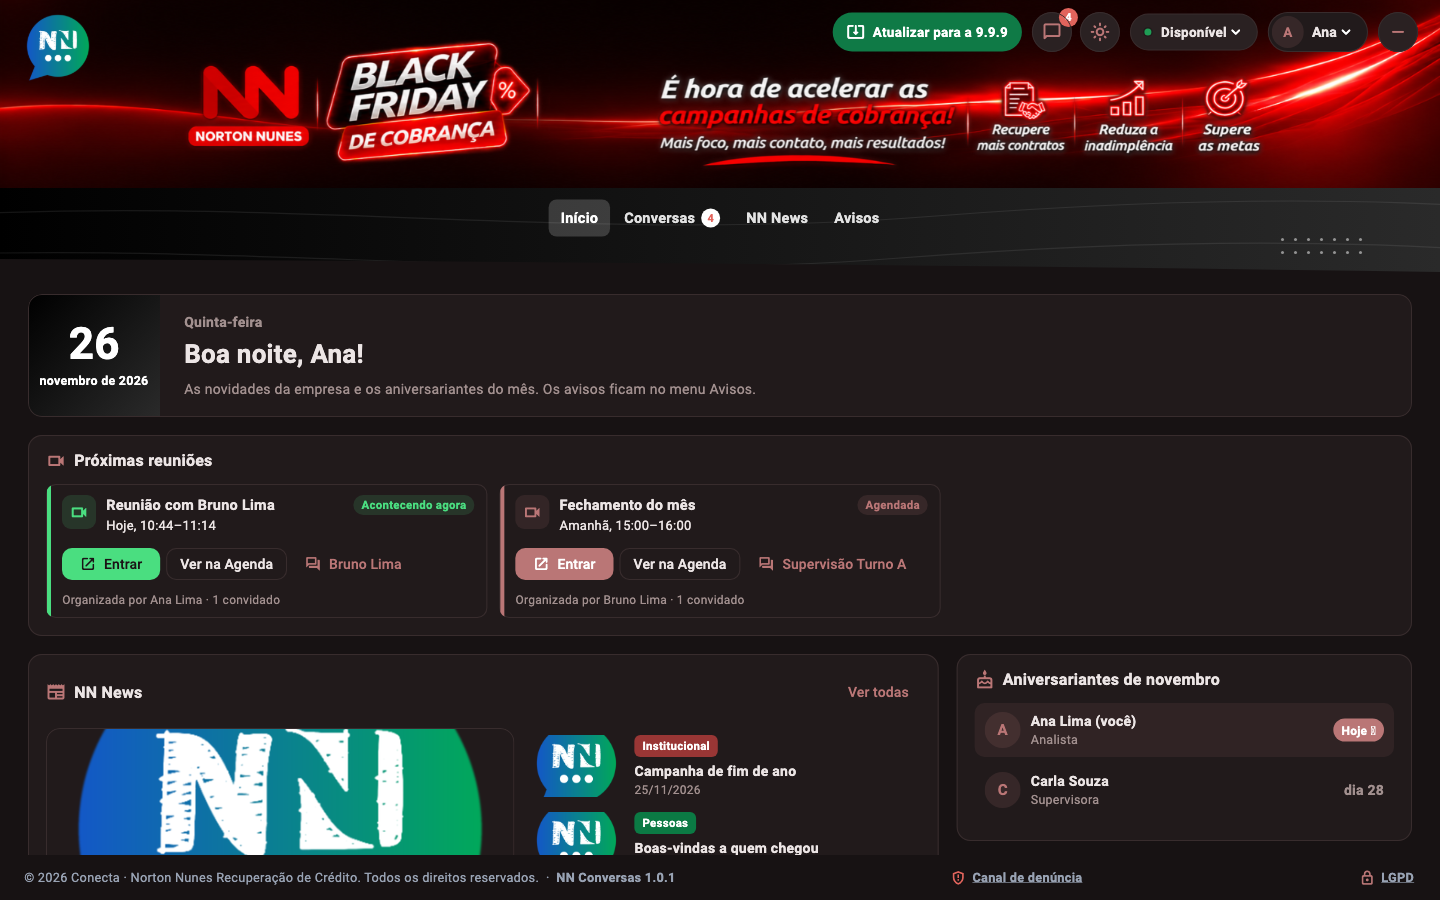 NN
Atualizar para a 9.9.9
4
Disponível
A
Ana
NN
NORTON NUNES
BLACK
FRIDAY
%
DE COBRANÇA
É hora de acelerar as
campanhas de cobrança!
Mais foco, mais contato, mais resultados!
Recupere
mais contratos
Reduza a
inadimplência
Supere
as metas
Início
Conversas 4
NN News
Avisos
26
novembro de 2026
Quinta-feira
Boa noite, Ana!
As novidades da empresa e os aniversariantes do mês. Os avisos ficam no menu Avisos.
Próximas reuniões
Reunião com Bruno Lima
Acontecendo agora
Hoje, 10:44–11:14
Entrar
Ver na Agenda
Bruno Lima
Organizada por Ana Lima · 1 convidado
Fechamento do mês
Agendada
Amanhã, 15:00–16:00
Entrar
Ver na Agenda
Supervisão Turno A
Organizada por Bruno Lima · 1 convidado
NN News
Ver todas
NN
NN
Institucional
Campanha de fim de ano
25/11/2026
NN
Pessoas
Boas-vindas a quem chegou
Aniversariantes de novembro
A
Ana Lima (você)
Analista
Hoje
C
Carla Souza
Supervisora
dia 28
© 2026 Conecta · Norton Nunes Recuperação de Crédito. Todos os direitos reservados. · NN Conversas 1.0.1
Canal de denúncia
LGPD